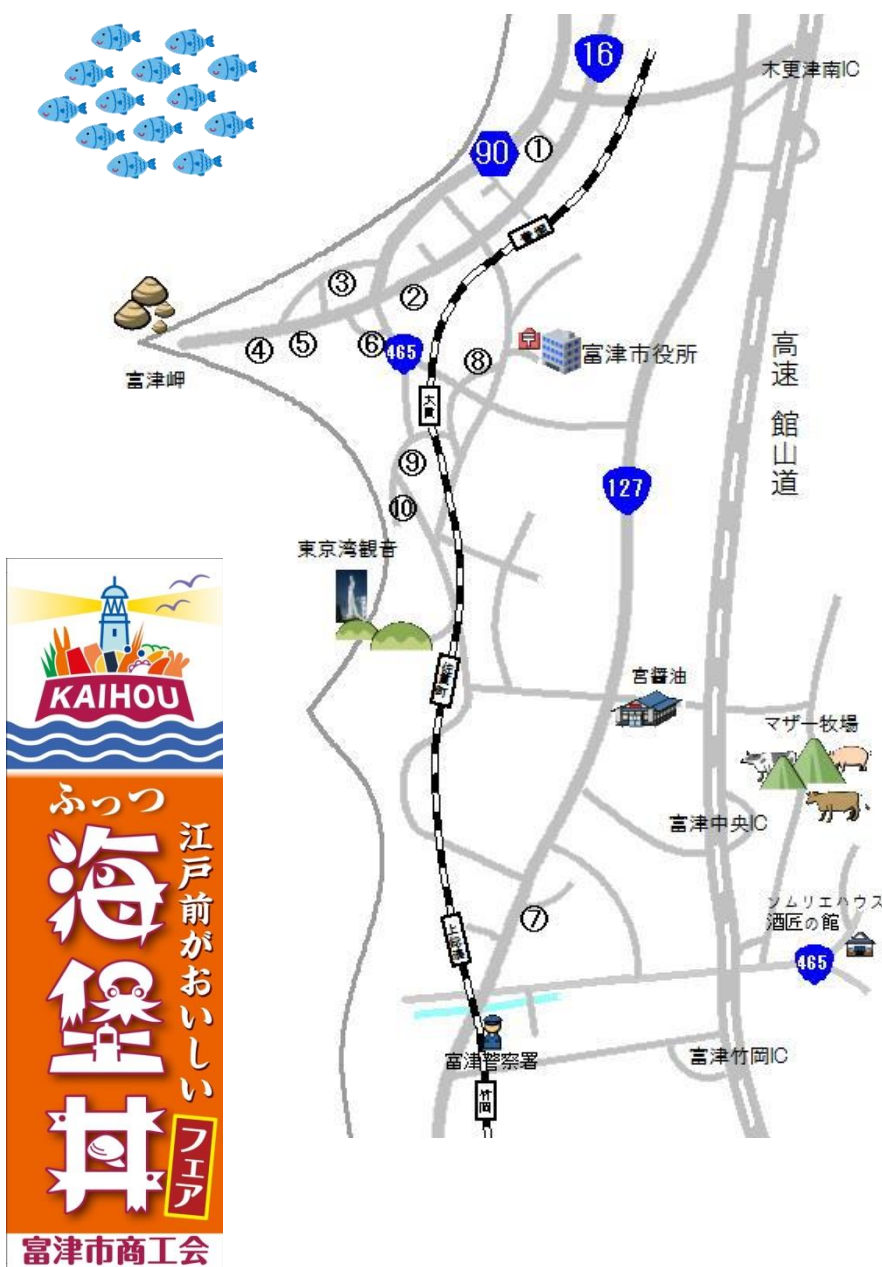 16
木更津南IC
90
①
青堀
③
②
④
⑤
⑥
465
⑧
富津市役所
富津岬
大貫
高速 館山道
⑨
127
⑩
東京湾観音
佐貫町
宮醤油
マザー牧場
富津中央IC
⑦
上総湊
ソムリエハウス
酒匠の館
465
富津警察署
富津竹岡IC
竹岡
KAIHOU
ふっつ
海堡丼
江戸前がおいしい
フェア
富津市商工会